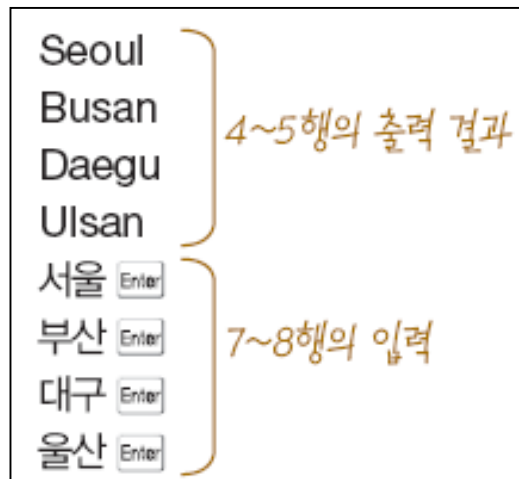 Seoul
Busan
Daegu
Ulsan
4~5행의 출력 결과
서울 Enter
부산 Enter
대구 Enter
울산 Enter
7~8행의 입력